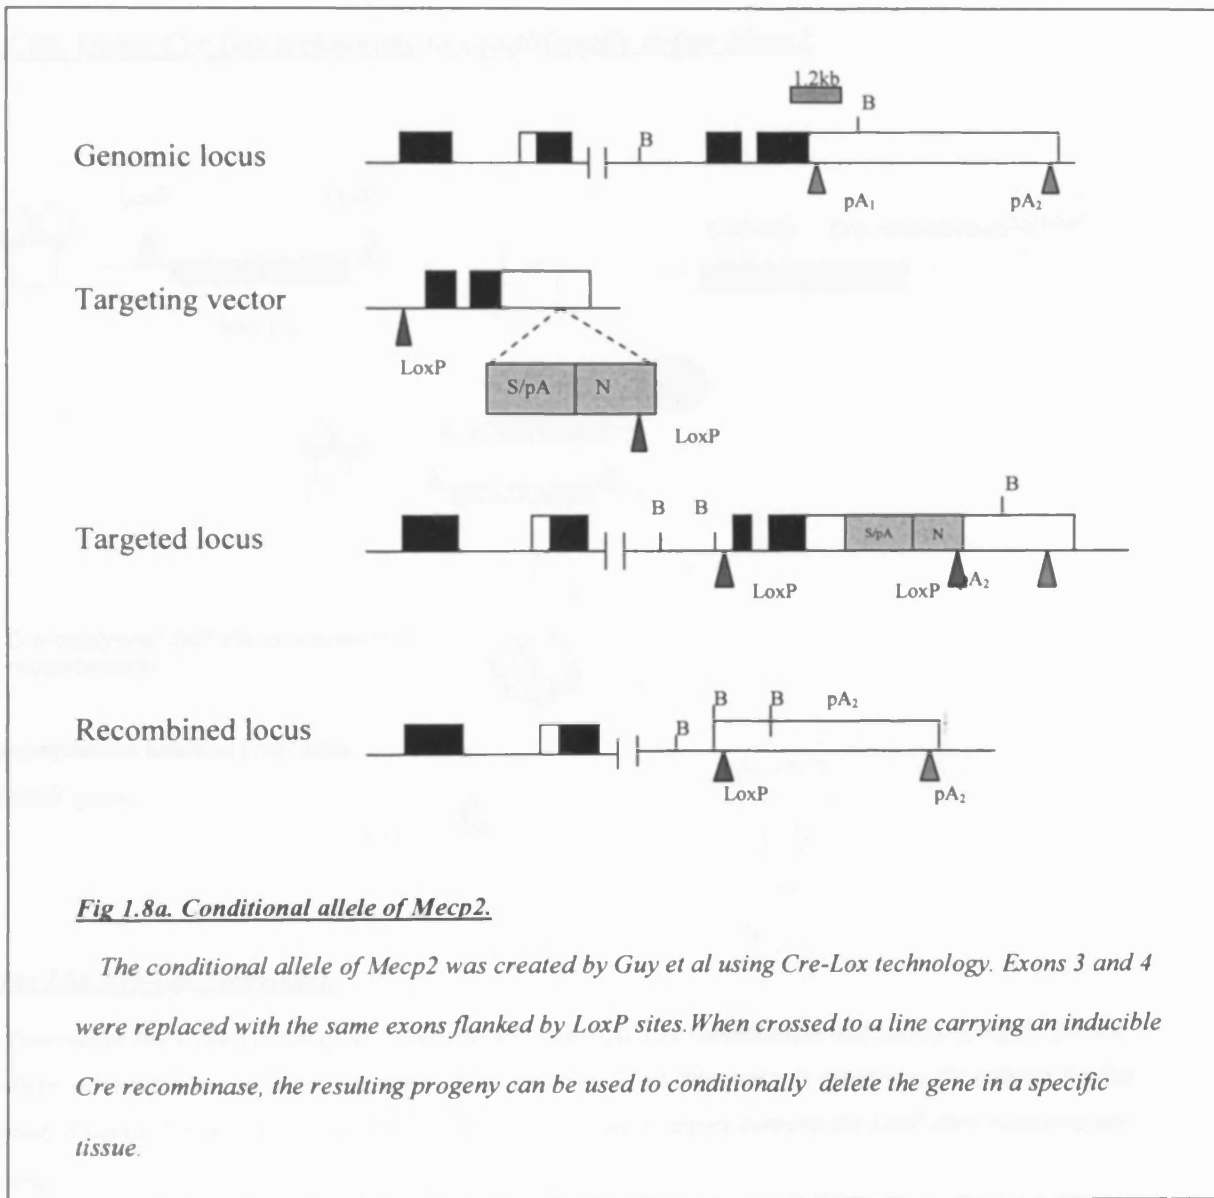 1.2kb
B
Genomic locus
B
pA₁
pA₂
Targeting vector
LoxP
S/pA N
LoxP
B
B B
Targeted locus
S/pA N
LoxP LoxP pA₂
B B pA₂
Recombined locus
B
LoxP pA₂
Fig 1.8a. Conditional allele of Mecp2.
The conditional allele of Mecp2 was created by Guy et al using Cre-Lox technology. Exons 3 and 4
were replaced with the same exons flanked by LoxP sites.When crossed to a line carrying an inducible
Cre recombinase, the resulting progeny can be used to conditionally delete the gene in a specific
tissue.